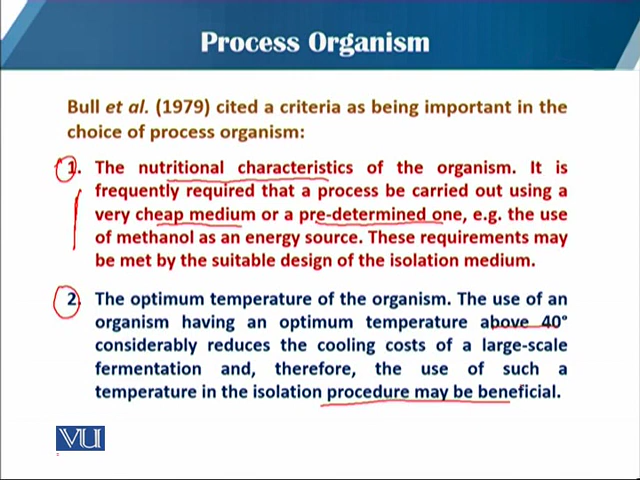 Process Organism
Bull et al. (1979) cited a criteria as being important in the
choice of process organism:
1. The nutritional characteristics of the organism. It is
frequently required that a process be carried out using a
very cheap medium or a pre-determined one, e.g. the use
of methanol as an energy source. These requirements may
be met by the suitable design of the isolation medium.
2. The optimum temperature of the organism. The use of an
organism having an optimum temperature above 40°
considerably reduces the cooling costs of a large-scale
fermentation and, therefore, the use of such a
temperature in the isolation procedure may be beneficial.
VU